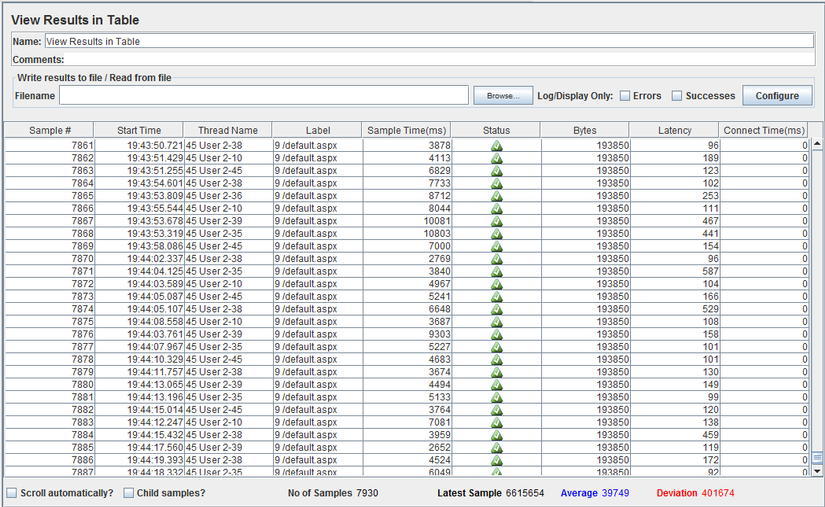 View Results in Table
Name: View Results in Table
Comments:
Write results to file / Read from file
Filename Browse... Log/Display Only: Errors Successes Configure
Sample # Start Time Thread Name Label Sample Time(ms) Status Bytes Latency Connect Time(ms)
7861 19:43:50.721 45 User 2-38 9 /default.aspx 3878 193850 96 0
7862 19:43:51.429 45 User 2-10 9 /default.aspx 4113 193850 189 0
7863 19:43:51.255 45 User 2-45 9 /default.aspx 6829 193850 123 0
7864 19:43:54.601 45 User 2-38 9 /default.aspx 7733 193850 102 0
7865 19:43:53.809 45 User 2-36 9 /default.aspx 8712 193850 253 0
7866 19:43:55.544 45 User 2-10 9 /default.aspx 8044 193850 111 0
7867 19:43:53.678 45 User 2-39 9 /default.aspx 10081 193850 467 0
7868 19:43:53.319 45 User 2-35 9 /default.aspx 10803 193850 441 0
7869 19:43:58.086 45 User 2-45 9 /default.aspx 7000 193850 154 0
7870 19:44:02.337 45 User 2-38 9 /default.aspx 2769 193850 96 0
7871 19:44:04.125 45 User 2-35 9 /default.aspx 3840 193850 587 0
7872 19:44:03.589 45 User 2-10 9 /default.aspx 4967 193850 104 0
7873 19:44:05.087 45 User 2-45 9 /default.aspx 5241 193850 166 0
7874 19:44:05.107 45 User 2-38 9 /default.aspx 6648 193850 529 0
7875 19:44:08.558 45 User 2-10 9 /default.aspx 3687 193850 108 0
7876 19:44:03.761 45 User 2-39 9 /default.aspx 9303 193850 158 0
7877 19:44:07.967 45 User 2-35 9 /default.aspx 5227 193850 101 0
7878 19:44:10.329 45 User 2-45 9 /default.aspx 4683 193850 101 0
7879 19:44:11.757 45 User 2-38 9 /default.aspx 3674 193850 130 0
7880 19:44:13.065 45 User 2-39 9 /default.aspx 4494 193850 149 0
7881 19:44:13.196 45 User 2-35 9 /default.aspx 5133 193850 99 0
7882 19:44:15.014 45 User 2-45 9 /default.aspx 3764 193850 120 0
7883 19:44:12.247 45 User 2-10 9 /default.aspx 7081 193850 138 0
7884 19:44:15.432 45 User 2-38 9 /default.aspx 3959 193850 459 0
7885 19:44:17.560 45 User 2-39 9 /default.aspx 2652 193850 119 0
7886 19:44:19.393 45 User 2-38 9 /default.aspx 4524 193850 172 0
7887 19:44:18.332 45 User 2-35 9 /default.aspx 6049 193850 92 0
Scroll automatically? Child samples? No of Samples 7930 Latest Sample 6615654 Average 39749 Deviation 401674